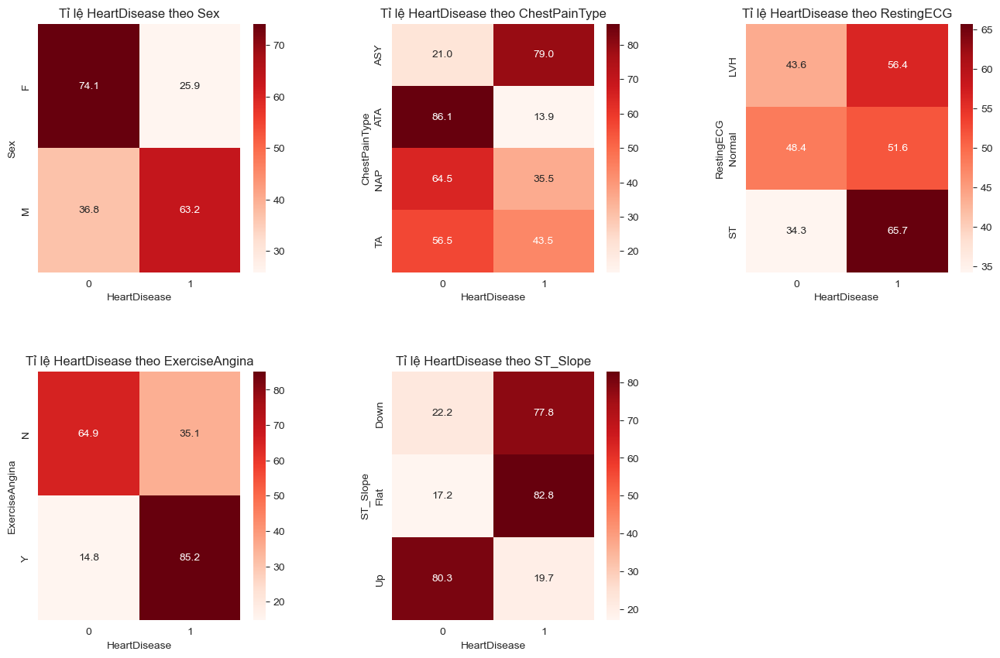 Tỉ lệ HeartDisease theo Sex
Sex
F
M
74.1 25.9
36.8 63.2
0 1
HeartDisease
70
60
50
40
30
Tỉ lệ HeartDisease theo ChestPainType
ChestPainType
ASY
ATA
NAP
TA
21.0 79.0
86.1 13.9
64.5 35.5
56.5 43.5
0 1
HeartDisease
80
70
60
50
40
30
20
Tỉ lệ HeartDisease theo RestingECG
RestingECG
LVH
Normal
ST
43.6 56.4
48.4 51.6
34.3 65.7
0 1
HeartDisease
65
60
55
50
45
40
35
Tỉ lệ HeartDisease theo ExerciseAngina
ExerciseAngina
N
Y
64.9 35.1
14.8 85.2
0 1
HeartDisease
80
70
60
50
40
30
20
Tỉ lệ HeartDisease theo ST_Slope
ST_Slope
Down
Flat
Up
22.2 77.8
17.2 82.8
80.3 19.7
0 1
HeartDisease
80
70
60
50
40
30
20